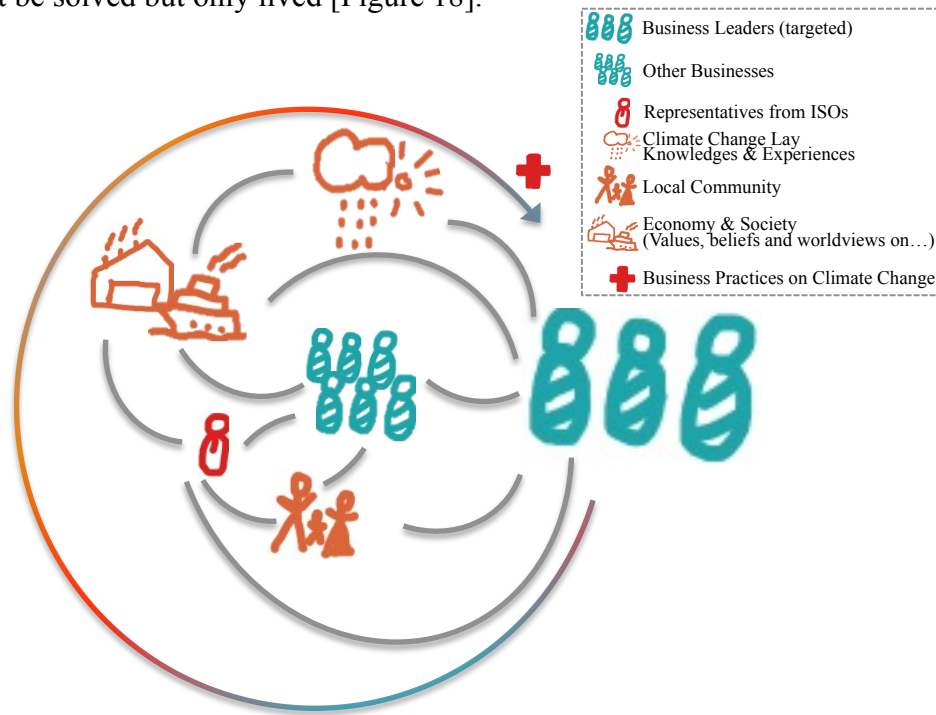 t be solved but only lived [Figure 18].
Business Leaders (targeted)
Other Businesses
Representatives from ISOs
Climate Change Lay
Knowledges & Experiences
Local Community
Economy & Society
(Values, beliefs and worldviews on…)
Business Practices on Climate Change